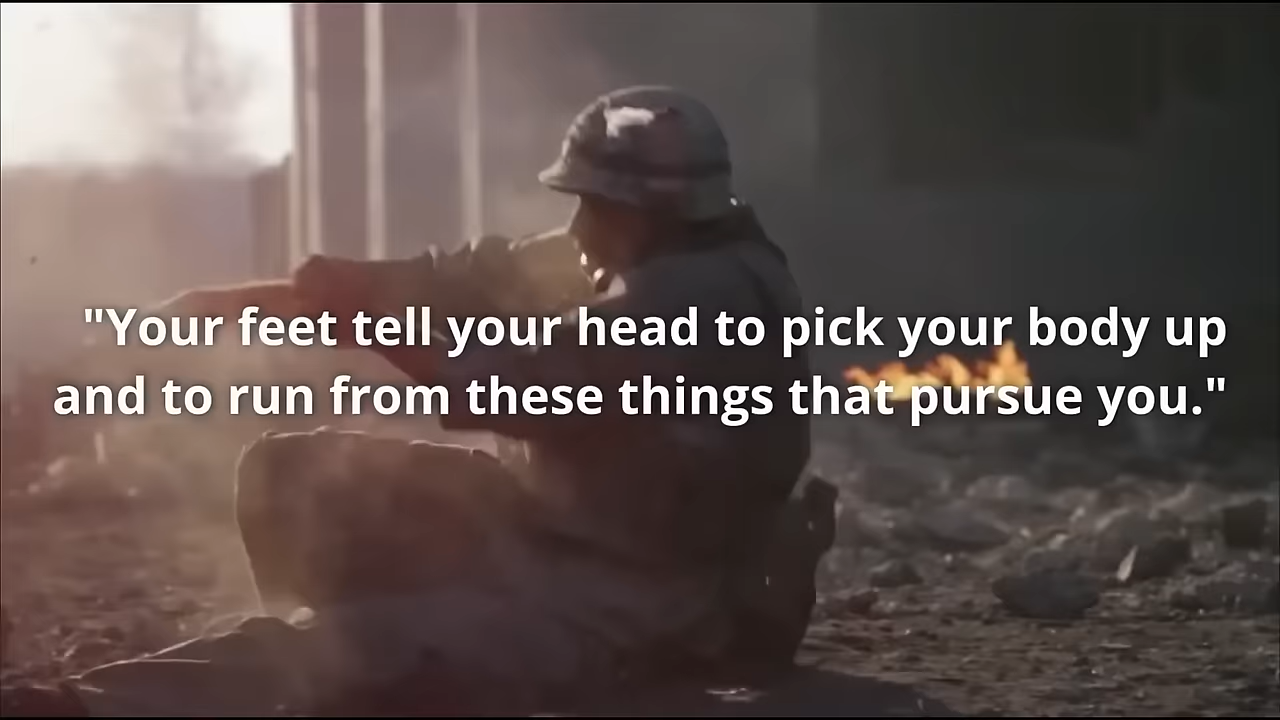 "Your feet tell your head to pick your body up
and to run from these things that pursue you."